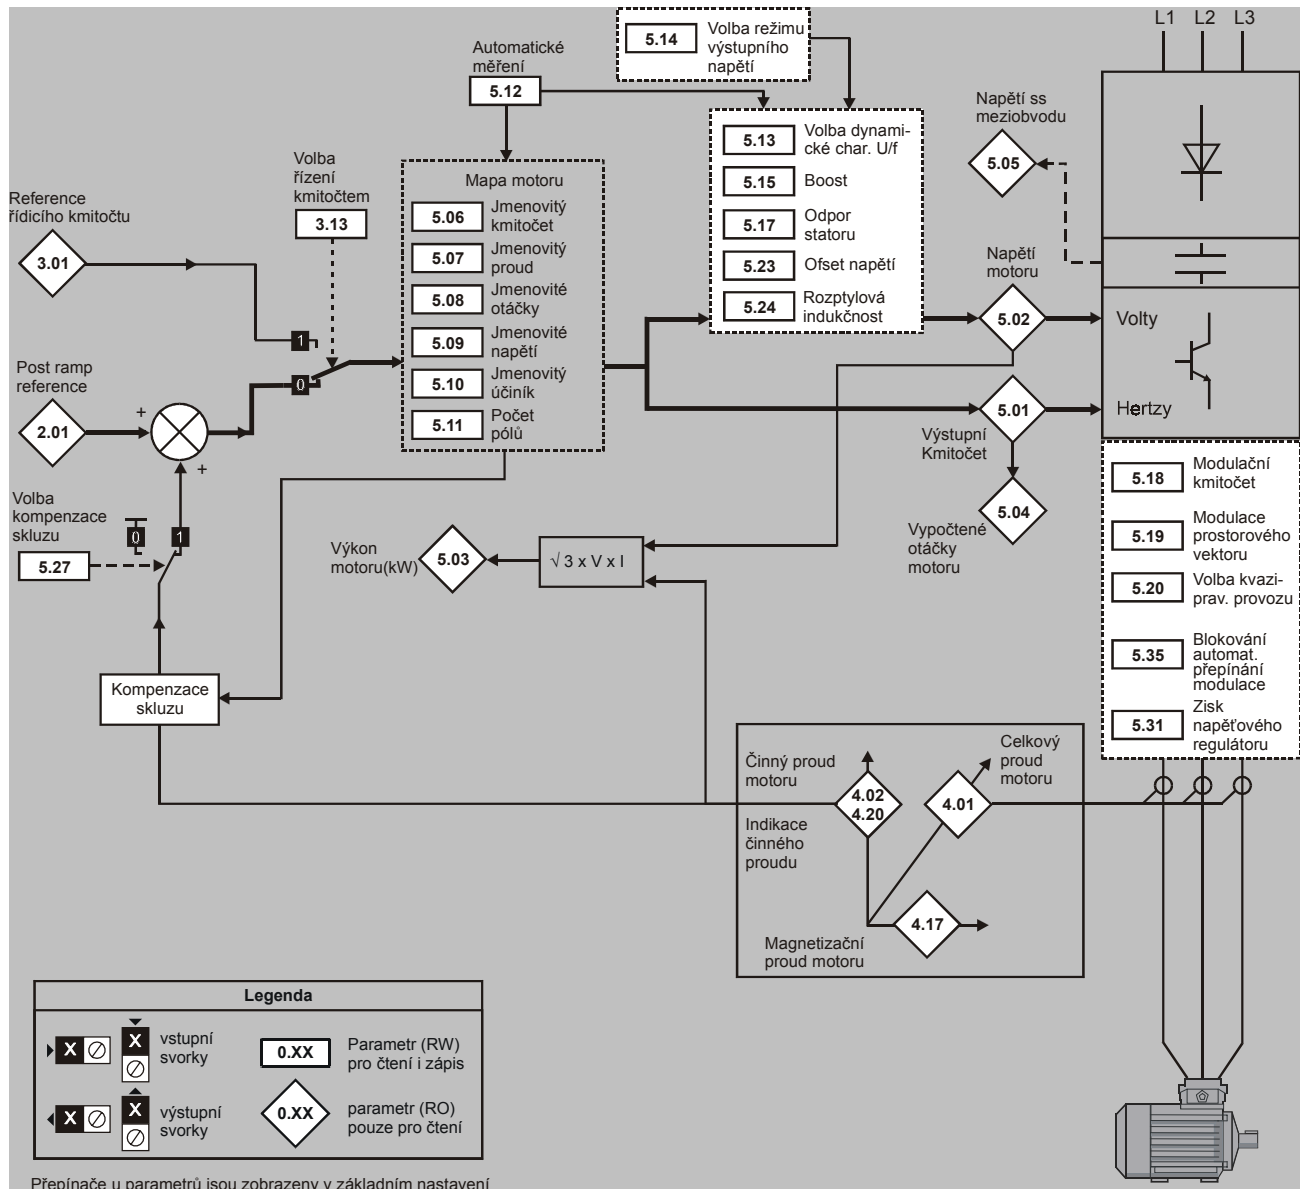 L1 L2 L3
5.14
Volba režimu
výstupního
napětí
Automatické
měření
5.12
Napětí ss
meziobvodu
5.05
5.13
Volba dynami-
cké char. U/f
5.15
Boost
5.17
Odpor
statoru
5.23
Ofset napětí
5.24
Rozptylová
indukčnost
Volba
řízení
kmitočtem
3.13
Mapa motoru
5.06
Jmenovitý
kmitočet
5.07
Jmenovitý
proud
5.08
Jmenovité
otáčky
5.09
Jmenovité
napětí
5.10
Jmenovitý
účiník
5.11
Počet
pólů
Reference
řídicího kmitočtu
3.01
1
0
Post ramp
reference
2.01
+
+
Napětí
motoru
5.02
Volty
5.01
Hertzy
Výstupní
Kmitočet
5.04
Vypočtené
otáčky
motoru
Volba
kompenzace
skluzu
5.27
0
1
Výkon
motoru(kW)
5.03
√ 3 x V x I
Kompenzace
skluzu
5.18
Modulační
kmitočet
5.19
Modulace
prostorového
vektoru
5.20
Volba kvazi-
prav. provozu
5.35
Blokování
automat.
přepínání
modulace
5.31
Zisk
napěťového
regulátoru
Činný proud
motoru
4.02
4.20
Indikace
činného
proudu
Celkový
proud
motoru
4.01
4.17
Magnetizační
proud motoru
Legenda
X
X
vstupní
svorky
0.XX
Parametr (RW)
pro čtení i zápis
X
X
výstupní
svorky
0.XX
parametr (RO)
pouze pro čtení
Přepínače u parametrů jsou zobrazeny v základním nastavení